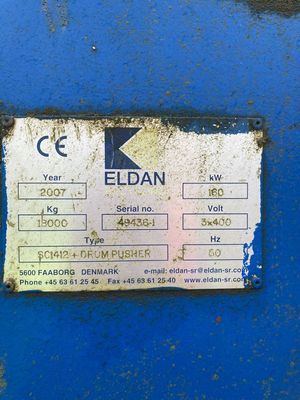 CE
ELDAN
Year kW
2007 160
Kg Serial no. Volt
18000 49436-1 3x400
Type Hz
SC1412 + DRUM PUSHER 50
5600 FAABORG DENMARK e-mail: eldan-sr@eldan-sr.com
Phone +45 63 61 25 45 Fax +45 63 61 25 40 www.eldan-sr.com